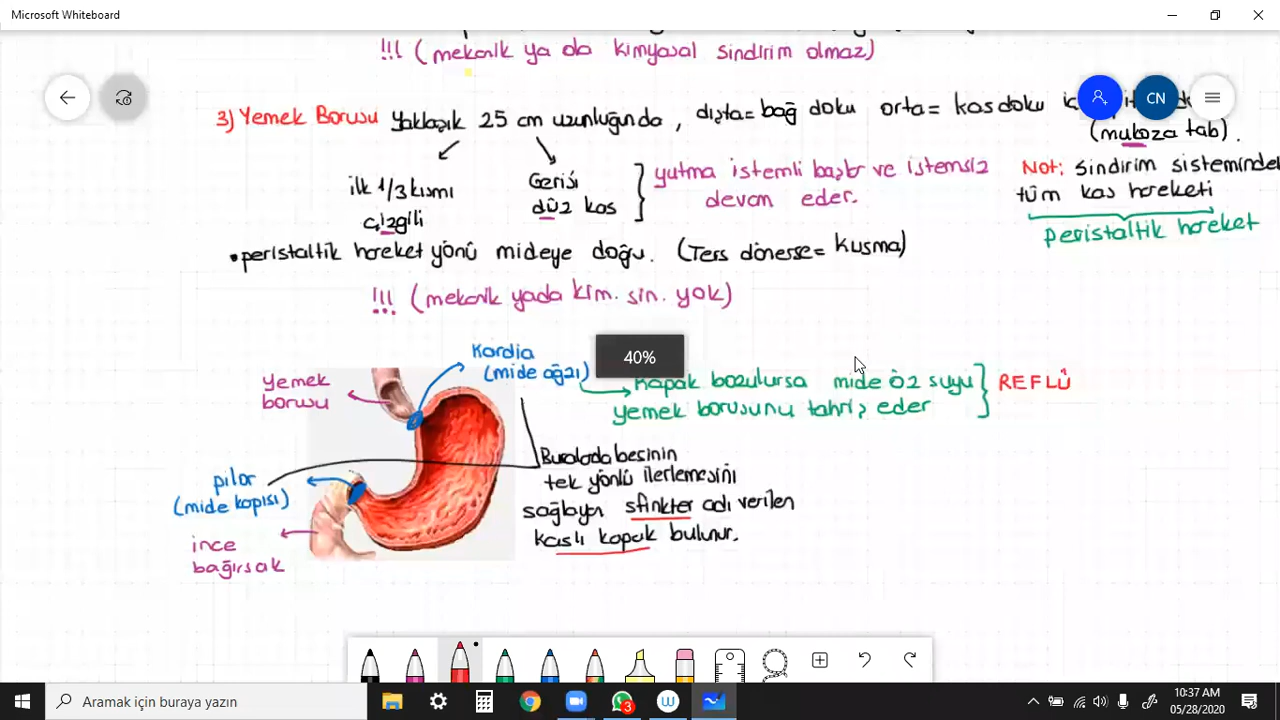 Microsoft Whiteboard
!!! (mekanik ya da kimyasal sindirim olmaz)
3) Yemek Borusu Yaklaşık 25 cm uzunluğunda, dışta= bağ doku orta= kas doku
(mukoza tab).
ilk 1/3 kısmı
çizgili
Gerisi
düz kas
yutma istemli başlar ve istemsiz
devam eder.
Not: sindirim sistemindek
tüm kas hareketi
peristaltik hareket
• peristaltik hareket yönü mideye doğru. (Ters dönerse= kusma)
!!! (mekanik yada kim. sin. yok)
40%
Kardia
(mide ağzı)
Kapak bozulursa mide öz suyu
yemek borusunu tahriş eder
REFLÜ
yemek
borusu
pilor
(mide kapısı)
ince
bağırsak
Buralada besinin
tek yönlü ilerlemesini
sağlayan sfinkter adı verilen
kaslı kapak bulunur.
CN
Aramak için buraya yazın
3
10:37 AM
05/28/2020